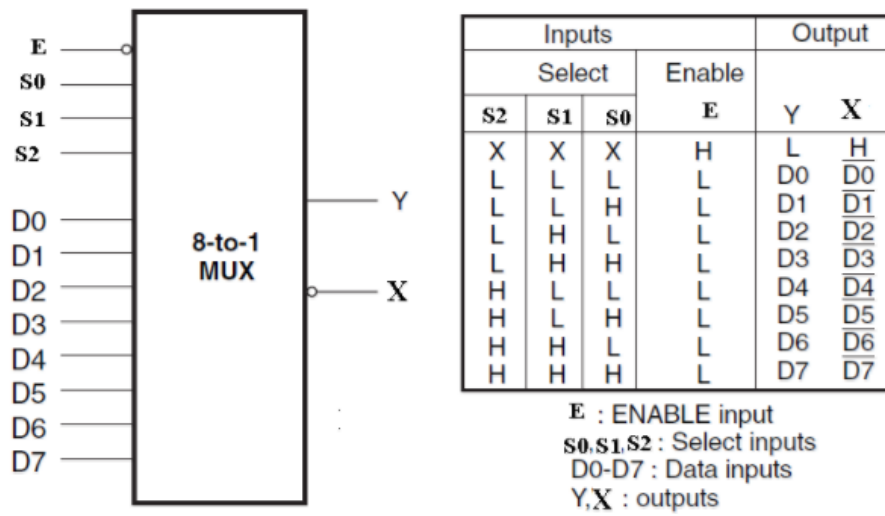 E
S0
S1
S2
D0
D1
D2
D3
D4
D5
D6
D7
8-to-1
MUX
Y
X
Inputs Output
Select Enable
S2 S1 S0 E Y X
X X X H L H
L L L L D0 D0
L L H L D1 D1
L H L L D2 D2
L H H L D3 D3
H L L L D4 D4
H L H L D5 D5
H H L L D6 D6
H H H L D7 D7
E : ENABLE input
S0,S1,S2 : Select inputs
D0-D7 : Data inputs
Y,X : outputs